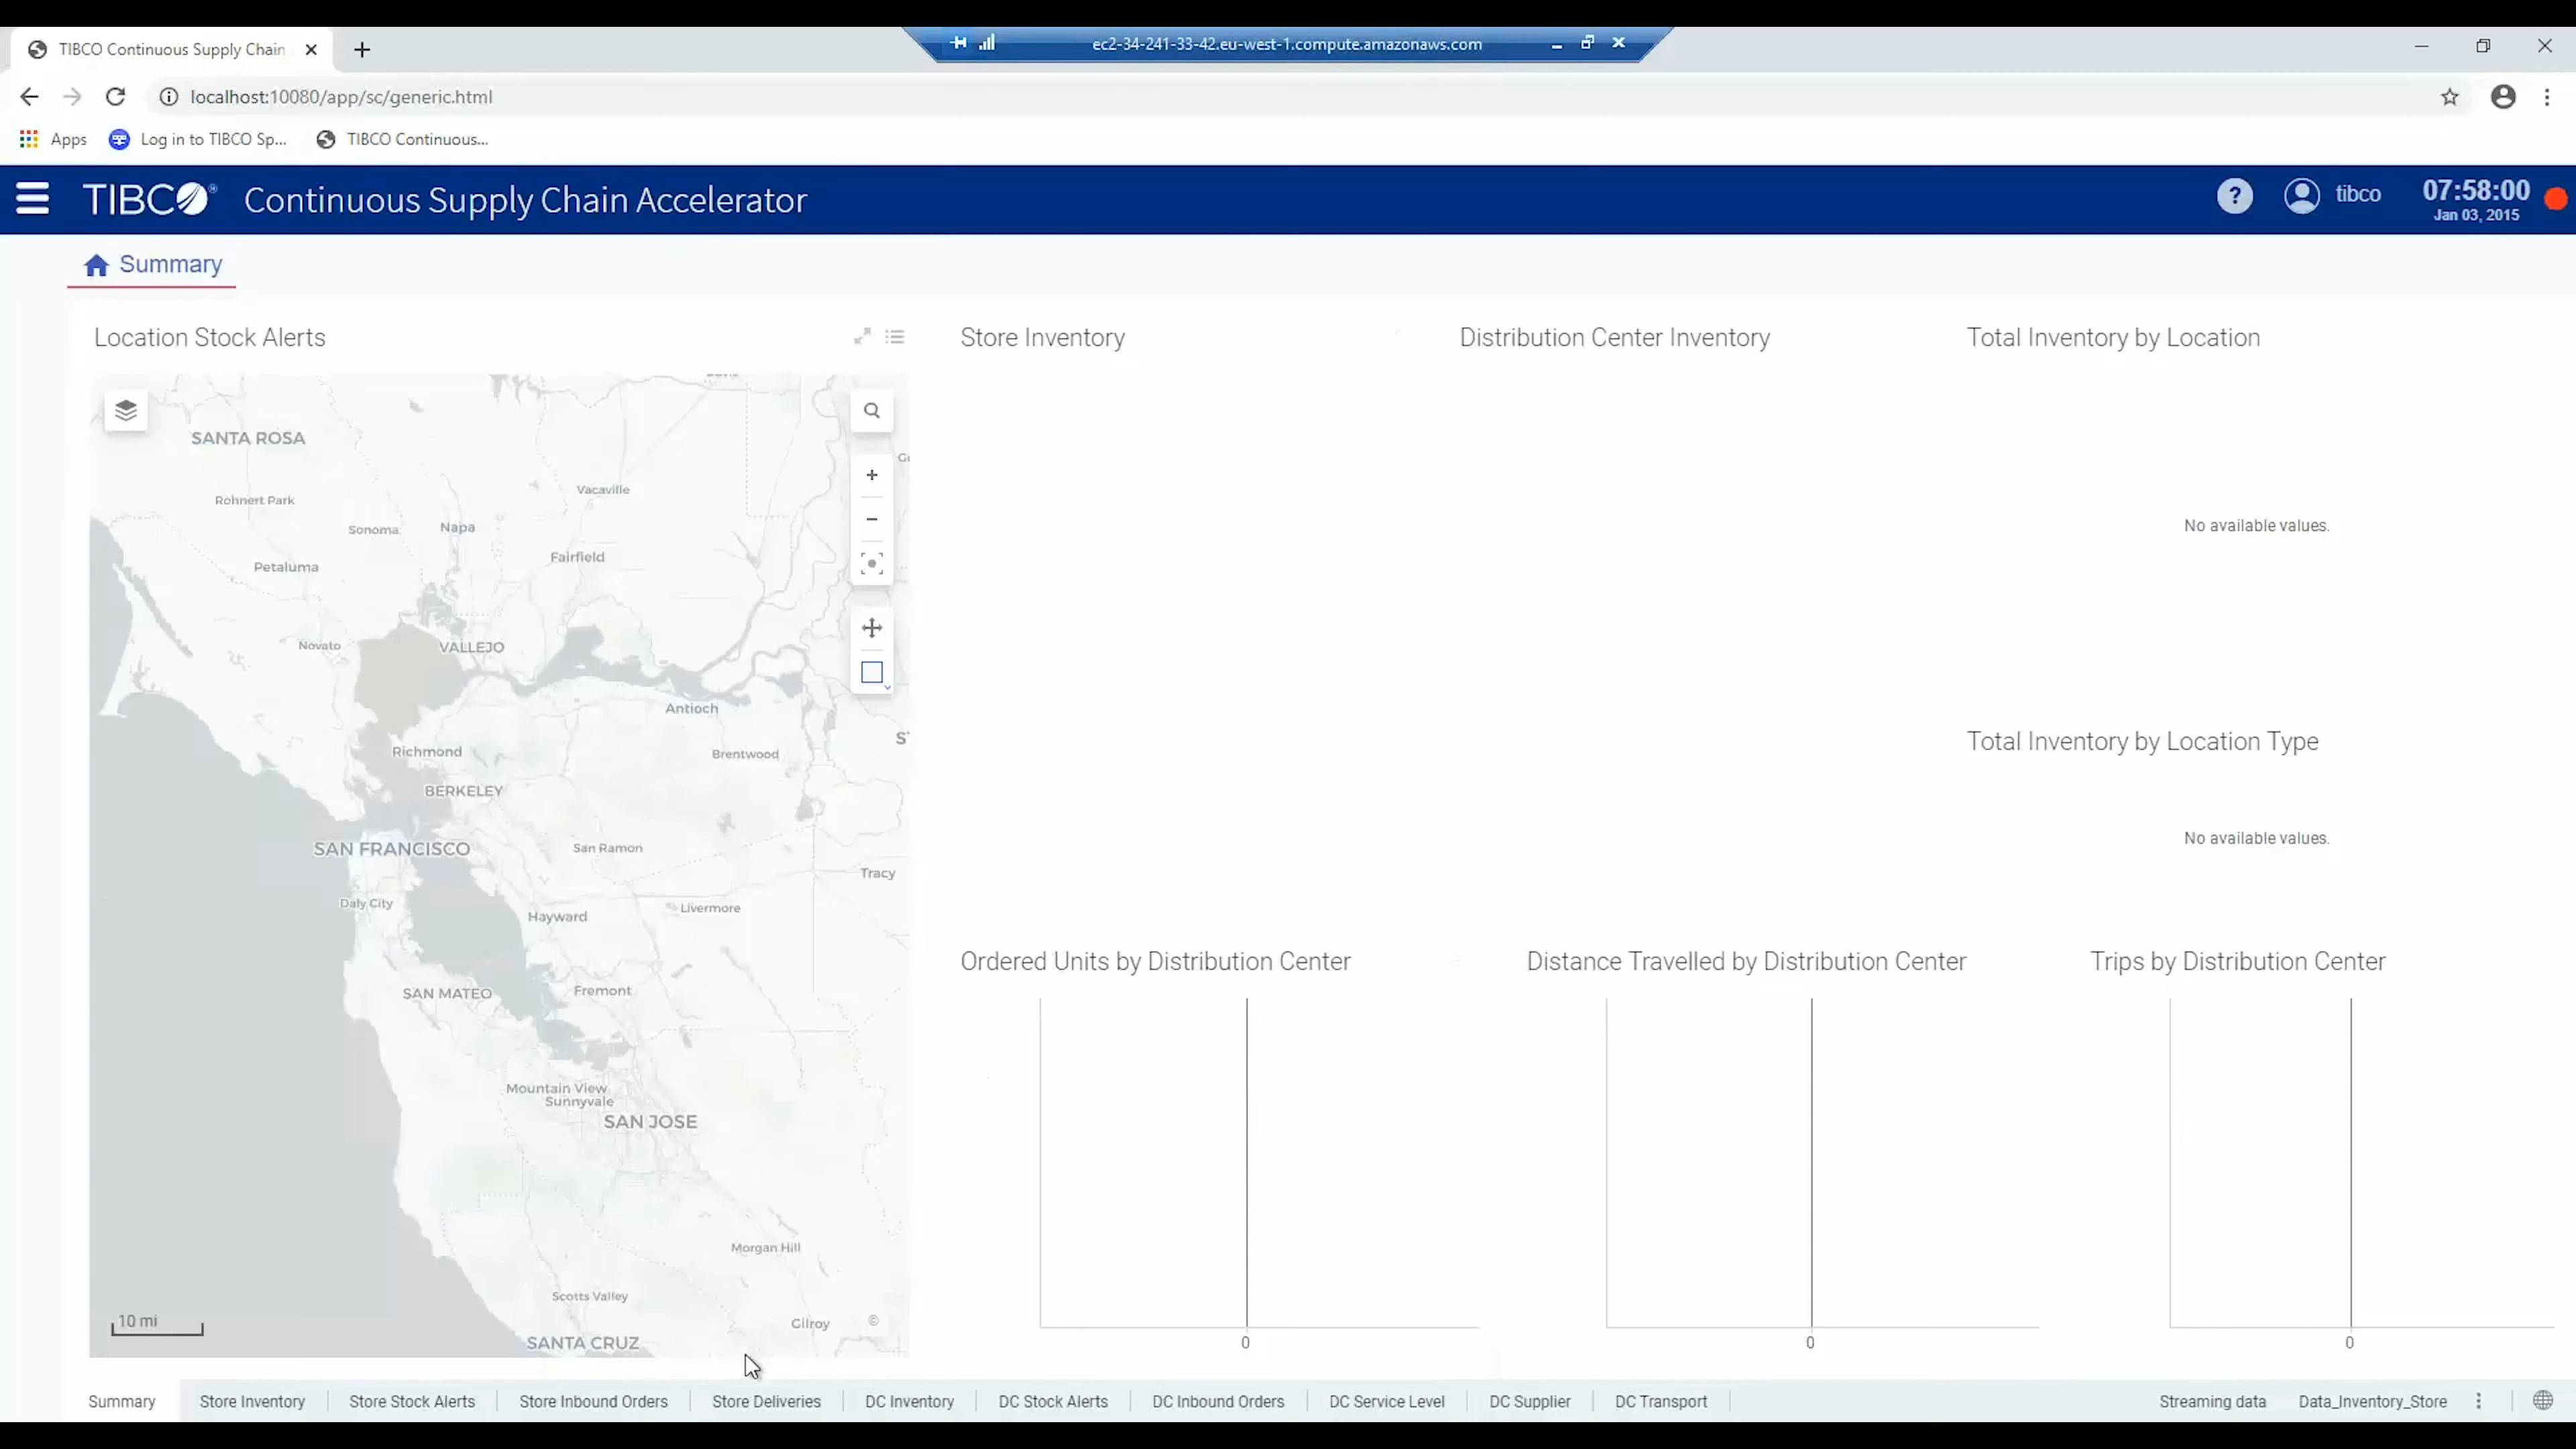 TIBCO Continuous Supply Chain
ec2-34-241-33-42.eu-west-1.compute.amazonaws.com
localhost:10080/app/sc/generic.html
Apps
Log in to TIBCO Sp...
TIBCO Continuous...
TIBCO® Continuous Supply Chain Accelerator
? tibco
07:58:00
Jan 03, 2015
Summary
Location Stock Alerts
Store Inventory
Distribution Center Inventory
Total Inventory by Location
SANTA ROSA
Rohnert Park
Vacaville
Sonoma
Napa
No available values.
Fairfield
Petaluma
Novato
VALLEJO
Antioch
Richmond
Brentwood
Total Inventory by Location Type
BERKELEY
SAN FRANCISCO
San Ramon
No available values.
Tracy
Daly City
Livermore
Hayward
Ordered Units by Distribution Center
Distance Travelled by Distribution Center
Trips by Distribution Center
SAN MATEO
Fremont
Mountain View
Sunnyvale
SAN JOSE
Morgan Hill
Scotts Valley
10 mi
Gilroy
©
SANTA CRUZ
0
0
0
Summary
Store Inventory
Store Stock Alerts
Store Inbound Orders
Store Deliveries
DC Inventory
DC Stock Alerts
DC Inbound Orders
DC Service Level
DC Supplier
DC Transport
Streaming data
Data_Inventory_Store